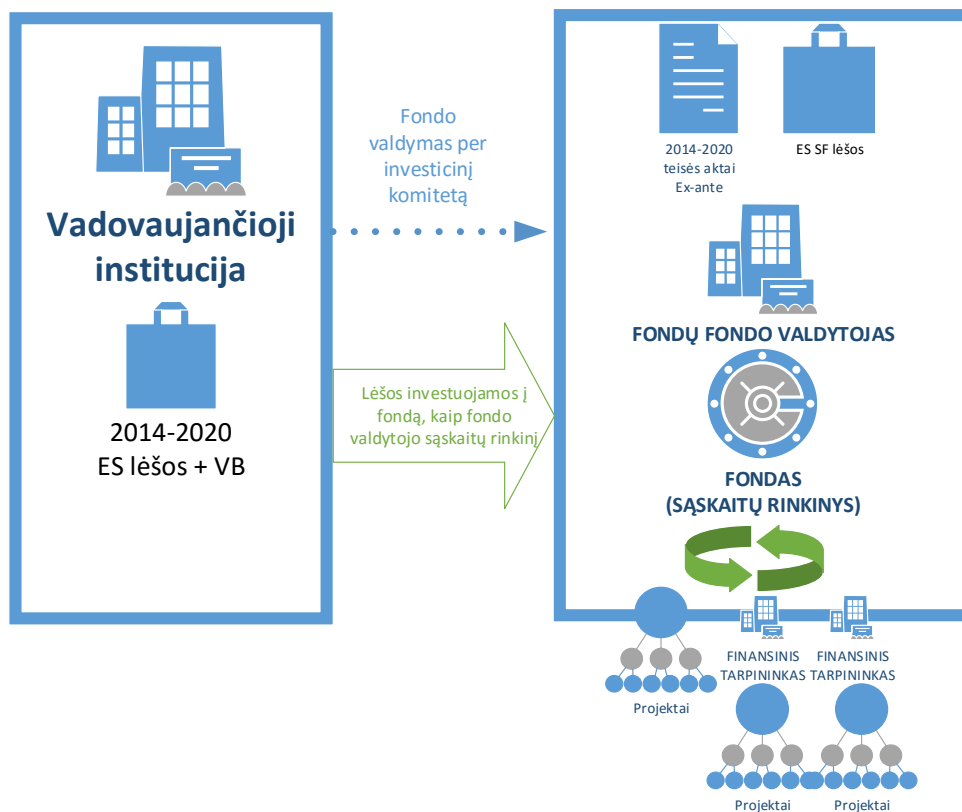 Vadovaujančioji
institucija
2014-2020
ES lėšos + VB
Fondo
valdymas per
investicinį
komitetą
Lėšos investuojamos į
fondą, kaip fondo
valdytojo sąskaitų rinkinį
2014-2020
teisės aktai
Ex-ante
ES SF lėšos
FONDŲ FONDO VALDYTOJAS
FONDAS
(SĄSKAITŲ RINKINYS)
Projektai
FINANSINIS
TARPININKAS
Projektai
FINANSINIS
TARPININKAS
Projektai